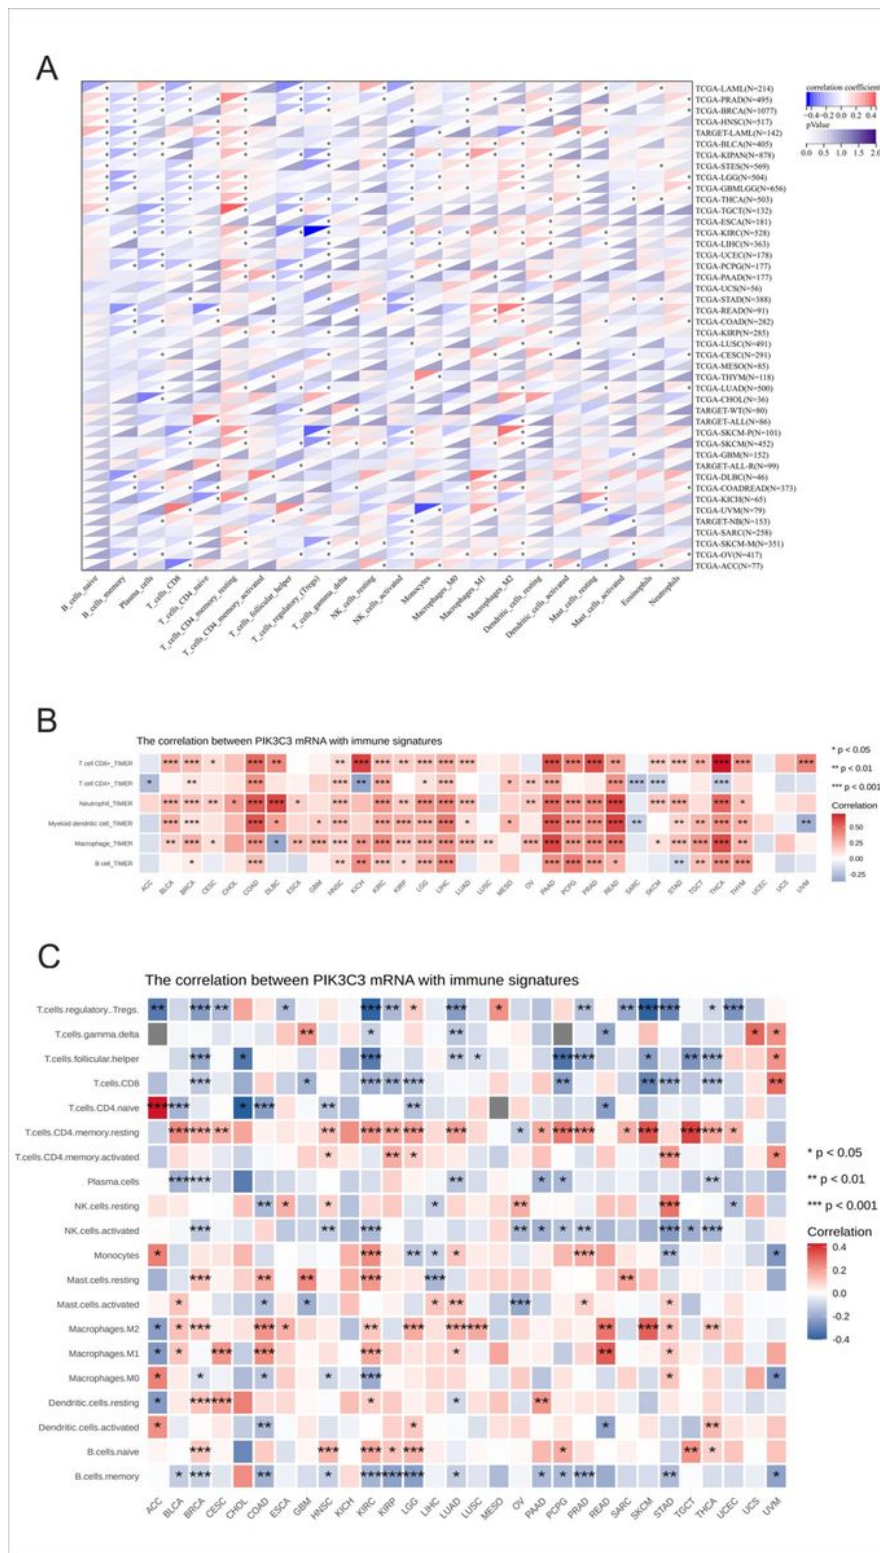 A
TCGA-LAML(N=214)
TCGA-PRAD(N=495)
TCGA-BRCA(N=1077)
TCGA-HNSC(N=517)
TARGET-LAML(N=142)
TCGA-BLCA(N=405)
TCGA-KIPAN(N=878)
TCGA-STES(N=569)
TCGA-LGG(N=504)
TCGA-GBMLGG(N=656)
TCGA-THCA(N=503)
TCGA-TGCT(N=132)
TCGA-ESCA(N=181)
TCGA-KIRC(N=528)
TCGA-LIHC(N=363)
TCGA-UCEC(N=178)
TCGA-PCPG(N=177)
TCGA-PAAD(N=177)
TCGA-UCS(N=56)
TCGA-STAD(N=388)
TCGA-READ(N=91)
TCGA-COAD(N=282)
TCGA-KIRP(N=285)
TCGA-LUSC(N=491)
TCGA-CESC(N=291)
TCGA-MESO(N=85)
TCGA-THYM(N=118)
TCGA-LUAD(N=500)
TCGA-CHOL(N=36)
TARGET-WT(N=80)
TARGET-ALL(N=86)
TCGA-SKCM-P(N=101)
TCGA-SKCM(N=452)
TCGA-GBM(N=152)
TARGET-ALL-R(N=99)
TCGA-DLBC(N=46)
TCGA-COADREAD(N=373)
TCGA-KICH(N=65)
TCGA-UVM(N=79)
TARGET-NB(N=153)
TCGA-SARC(N=258)
TCGA-SKCM-M(N=351)
TCGA-OV(N=417)
TCGA-ACC(N=77)
correlation coefficient
-0.4 -0.2 0.0 0.2 0.4
pValue
0.0 0.5 1.0 1.5 2.0
B_cells_naive
B_cells_memory
Plasma_cells
T_cells_CD8
T_cells_CD4_naive
T_cells_CD4_memory_resting
T_cells_CD4_memory_activated
T_cells_follicular_helper
T_cells_regulatory_(Tregs)
T_cells_gamma_delta
NK_cells_resting
NK_cells_activated
Monocytes
Macrophages_M0
Macrophages_M1
Macrophages_M2
Dendritic_cells_resting
Dendritic_cells_activated
Mast_cells_resting
Mast_cells_activated
Eosinophils
Neutrophils
B
The correlation between PIK3C3 mRNA with immune signatures
T cell CD8+_TIMER
T cell CD4+_TIMER
Neutrophil_TIMER
Myeloid dendritic cell_TIMER
Macrophage_TIMER
B cell_TIMER
ACC BLCA BRCA CESC CHOL COAD DLBC ESCA GBM HNSC KICH KIRC KIRP LGG LIHC LUAD LUSC MESO OV PAAD PCPG PRAD READ SARC SKCM STAD TGCT THCA THYM UCEC UCS UVM
* p < 0.05
** p < 0.01
*** p < 0.001
Correlation
0.50
0.25
0.00
-0.25
C
The correlation between PIK3C3 mRNA with immune signatures
T.cells.regulatory..Tregs.
T.cells.gamma.delta
T.cells.follicular.helper
T.cells.CD8
T.cells.CD4.naive
T.cells.CD4.memory.resting
T.cells.CD4.memory.activated
Plasma.cells
NK.cells.resting
NK.cells.activated
Monocytes
Mast.cells.resting
Mast.cells.activated
Macrophages.M2
Macrophages.M1
Macrophages.M0
Dendritic.cells.resting
Dendritic.cells.activated
B.cells.naive
B.cells.memory
ACC BLCA BRCA CESC CHOL COAD ESCA GBM HNSC KICH KIRC KIRP LGG LIHC LUAD LUSC MESO OV PAAD PCPG PRAD READ SARC SKCM STAD TGCT THCA UCEC UCS UVM
* p < 0.05
** p < 0.01
*** p < 0.001
Correlation
0.4
0.2
0.0
-0.2
-0.4